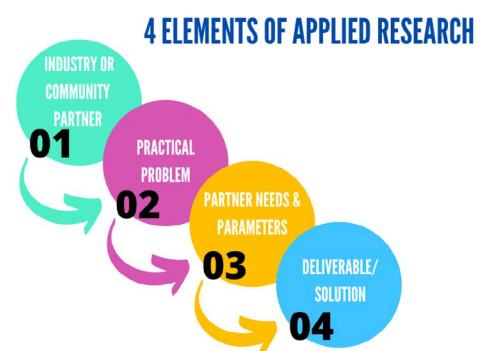 4 ELEMENTS OF APPLIED RESEARCH
INDUSTRY OR
COMMUNITY
PARTNER
01
PRACTICAL
PROBLEM
02
PARTNER NEEDS &
PARAMETERS
03
DELIVERABLE/
SOLUTION
04